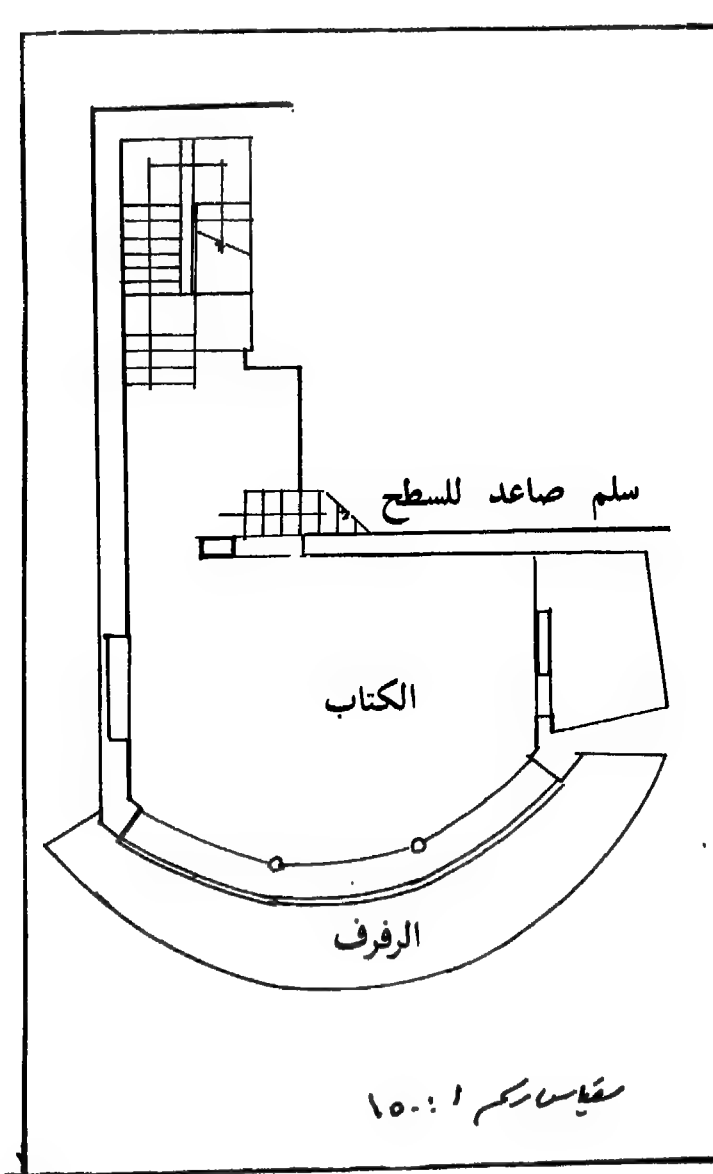 سلم صاعد للسطح
الكتاب
الرفرف
مقياس رسم ١ : ١٥٠